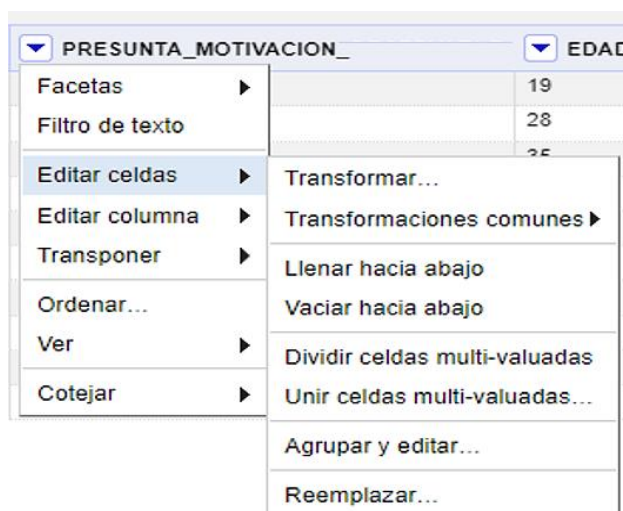 PRESUNTA_MOTIVACION_ EDAD
Facetas
19
Filtro de texto
28
Editar celdas
Transformar...
Editar columna
Transformaciones comunes
Transponer
Llenar hacia abajo
Ordenar...
Vaciar hacia abajo
Ver
Dividir celdas multi-valuadas
Cotejar
Unir celdas multi-valuadas...
Agrupar y editar...
Reemplazar...